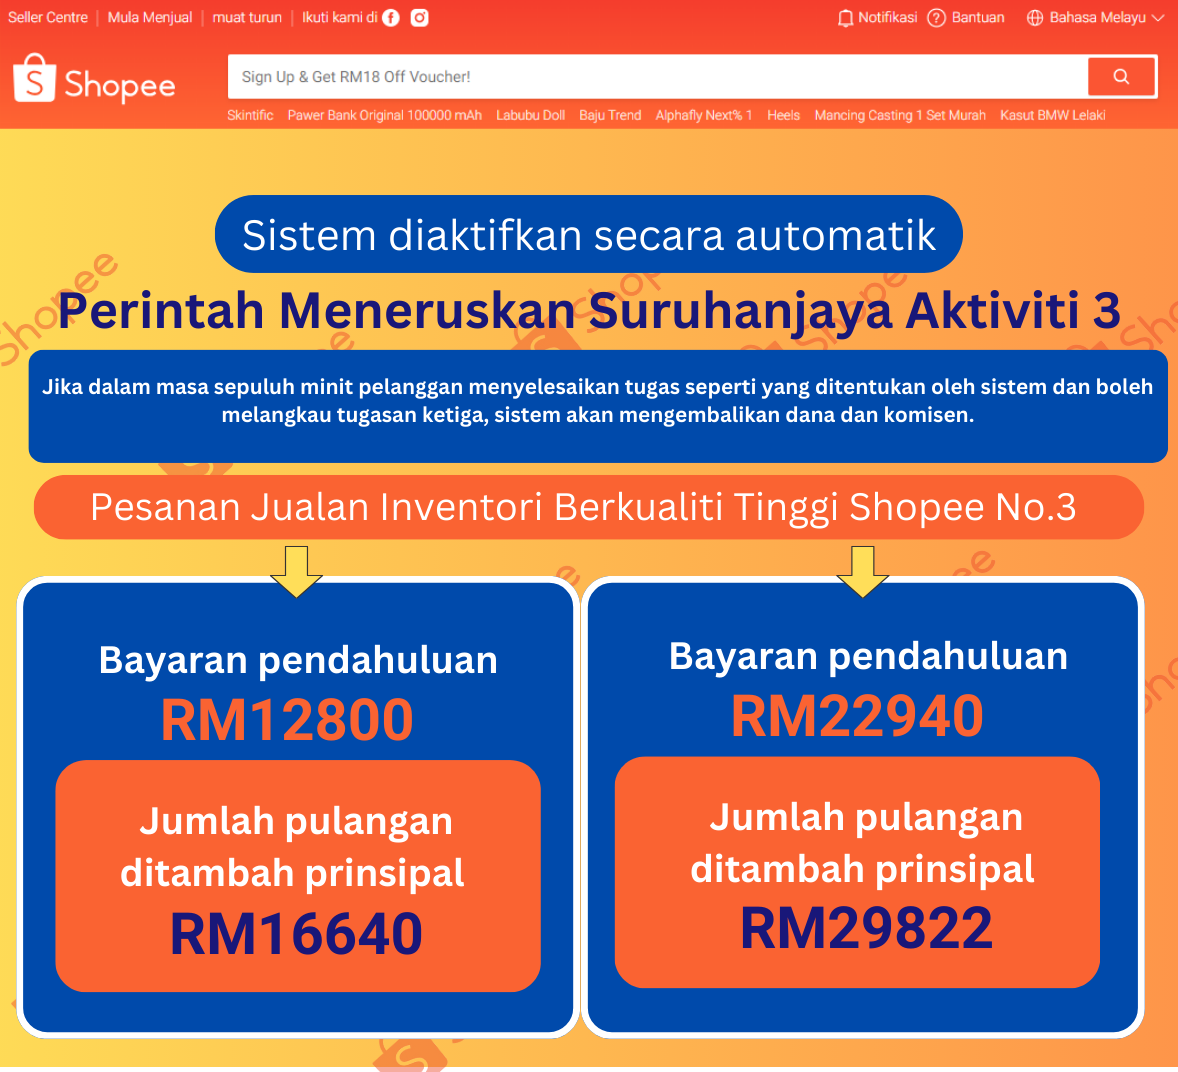 Seller Centre | Mula Menjual | muat turun | Ikuti kami di
Notifikasi Bantuan Bahasa Melayu
Shopee
Sign Up & Get RM18 Off Voucher!
Skintific Pawer Bank Original 100000 mAh Labubu Doll Baju Trend Alphafly Next% 1 Heels Mancing Casting 1 Set Murah Kasut BMW Lelaki
Sistem diaktifkan secara automatik
Perintah Meneruskan Suruhanjaya Aktiviti 3
Jika dalam masa sepuluh minit pelanggan menyelesaikan tugas seperti yang ditentukan oleh sistem dan boleh
melangkau tugasan ketiga, sistem akan mengembalikan dana dan komisen.
Pesanan Jualan Inventori Berkualiti Tinggi Shopee No.3
Bayaran pendahuluan
RM12800
Jumlah pulangan
ditambah prinsipal
RM16640
Bayaran pendahuluan
RM22940
Jumlah pulangan
ditambah prinsipal
RM29822